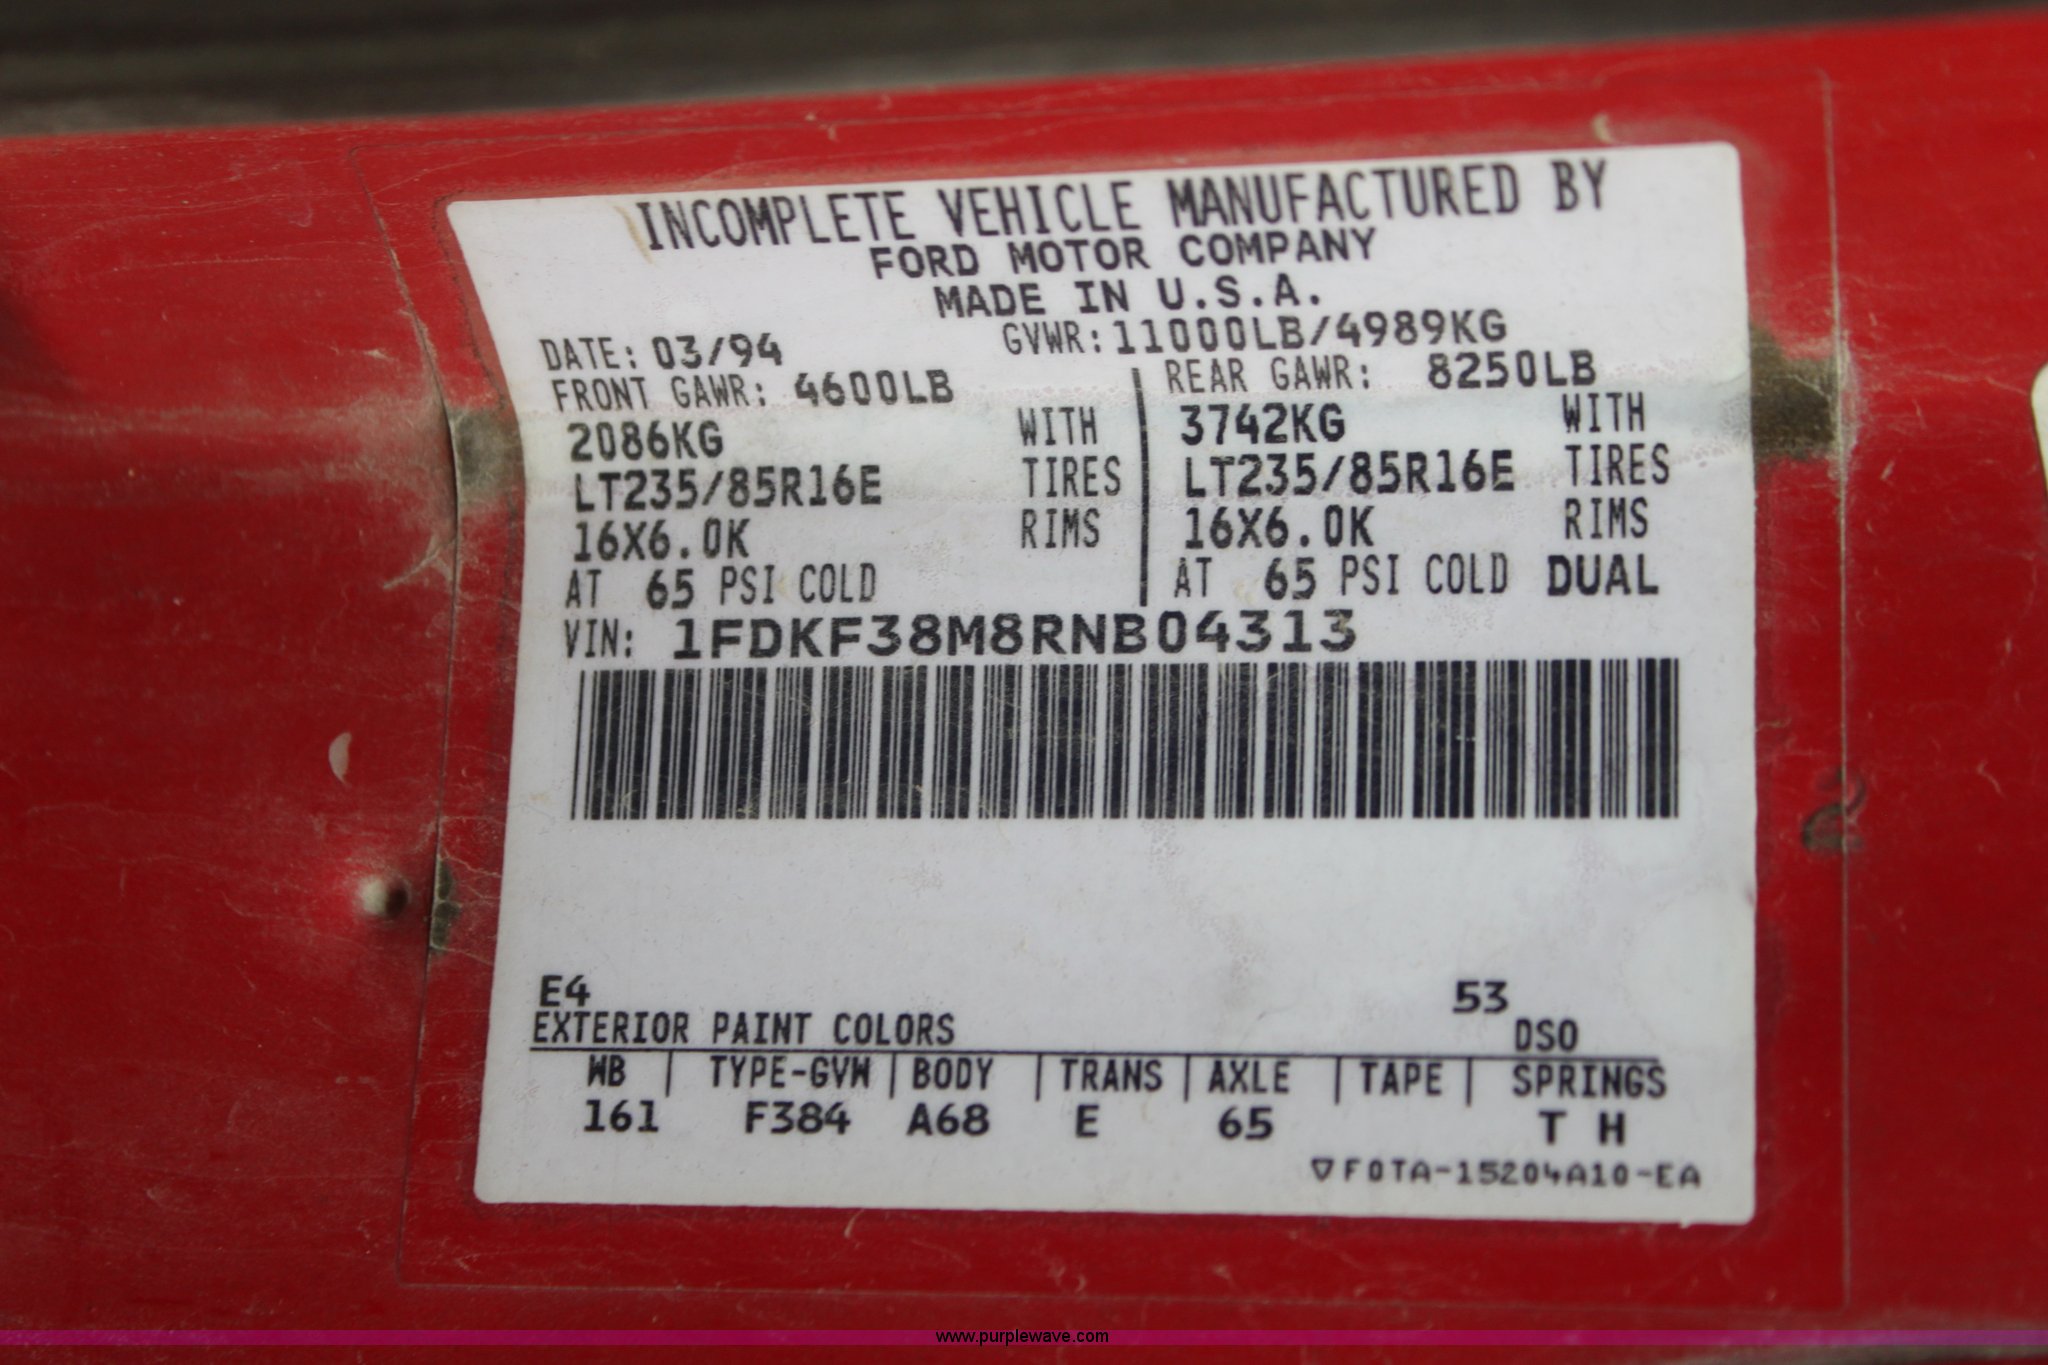 INCOMPLETE VEHICLE MANUFACTURED BY
FORD MOTOR COMPANY
MADE IN U.S.A.
DATE: 03/94 GVWR: 11000LB/4989KG
FRONT GAWR: 4600LB REAR GAWR: 8250LB
2086KG WITH 3742KG WITH
LT235/85R16E TIRES LT235/85R16E TIRES
16X6.0K RIMS 16X6.0K RIMS
AT 65 PSI COLD AT 65 PSI COLD DUAL
VIN: 1FDKF38M8RNB04313
E4 53
EXTERIOR PAINT COLORS DSO
WB | TYPE-GVW | BODY | TRANS | AXLE | TAPE | SPRINGS
161 F384 A68 E 65 T H
▽F0TA-15204A10-EA
www.purplewave.com